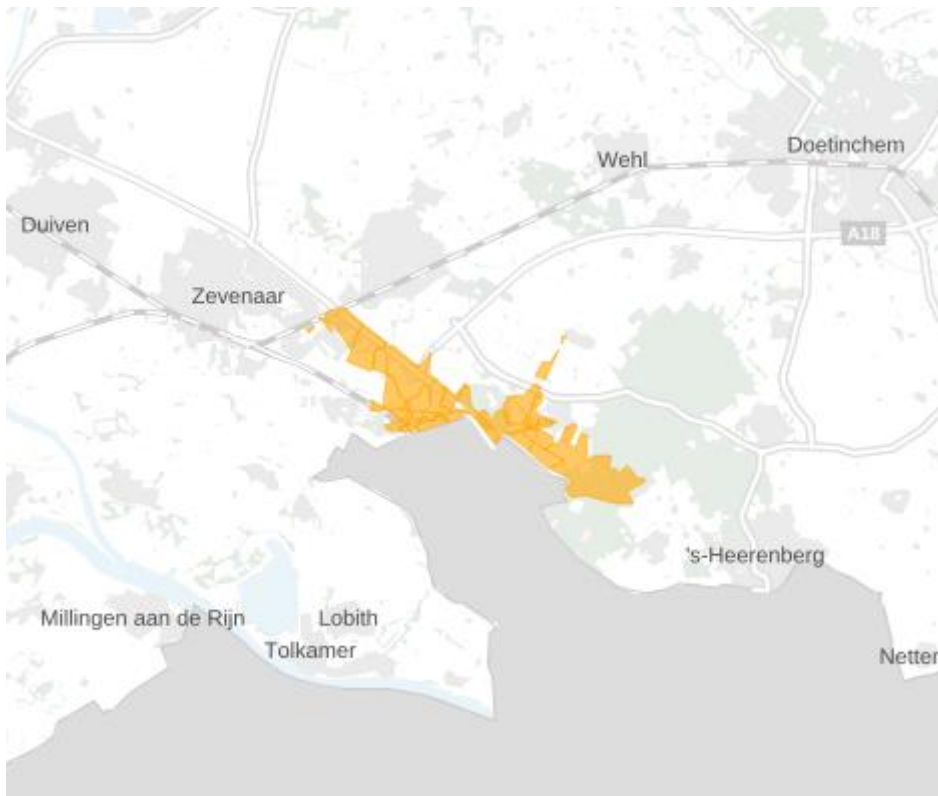 Doetinchem
Wehl
A18
Duiven
Zevenaar
's-Heerenberg
Millingen aan de Rijn
Lobith
Tolkamer
Netter